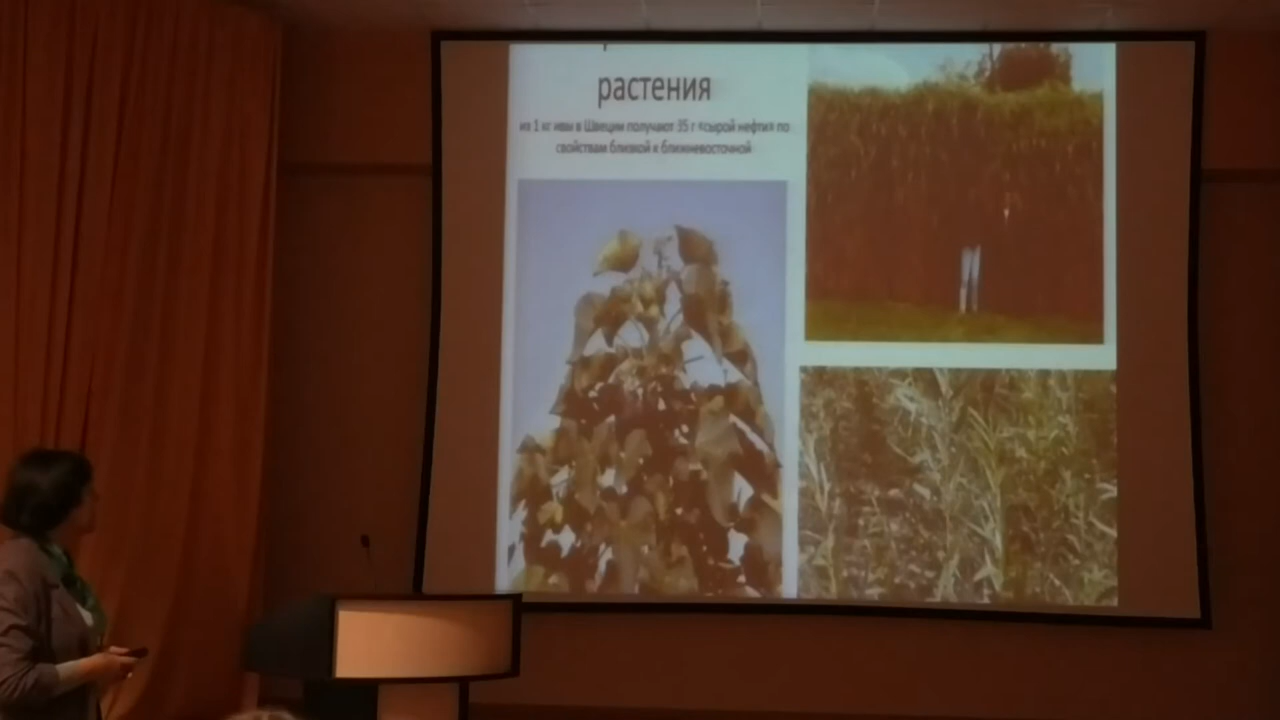 растения
из 1 кг ивы в Швеции получают 35 г «сырой нефти» по
свойствам близкой к ближневосточной